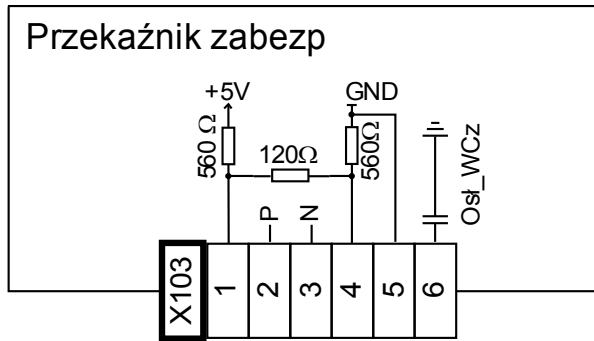 Przekaźnik zabezp
+5V
GND
560 Ω
120Ω
560Ω
Osł_WCz
P
N
X103
1
2
3
4
5
6